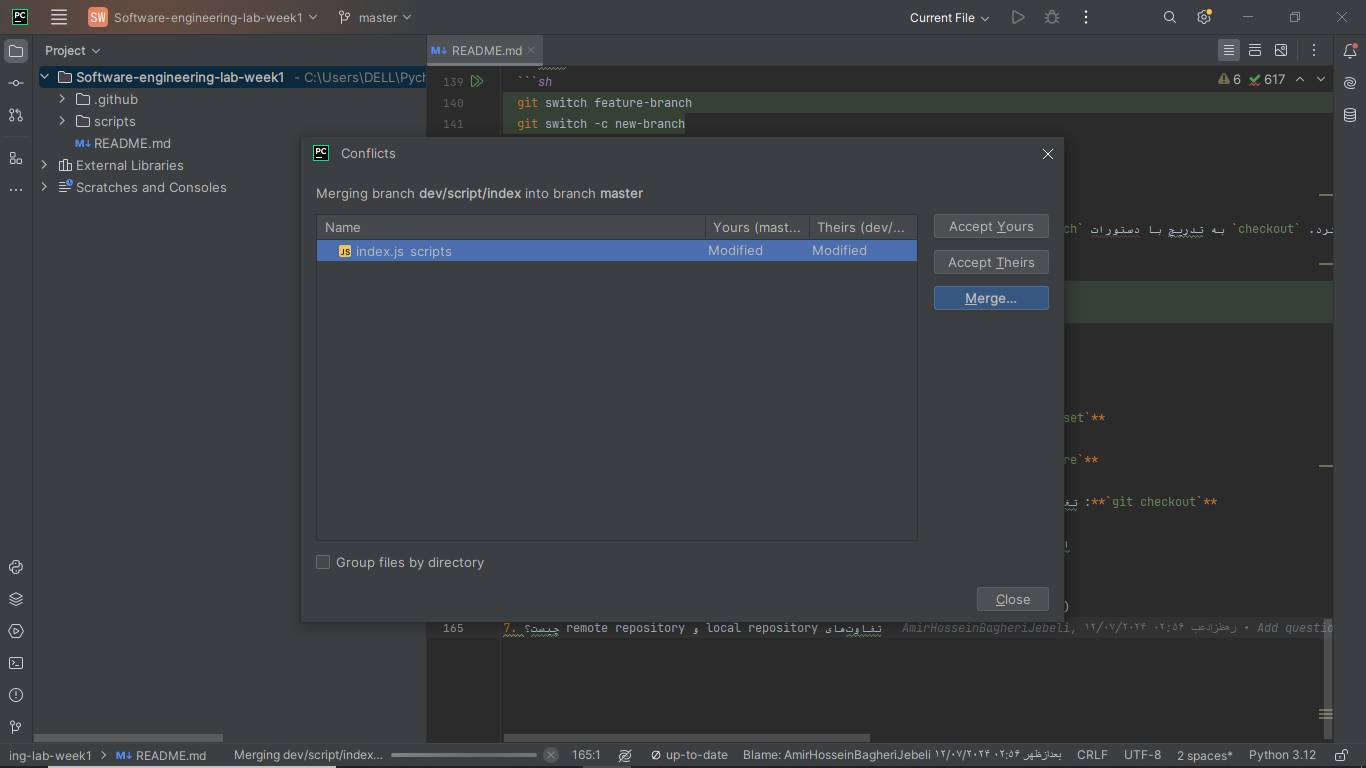 PC
SW Software-engineering-lab-week1
master
Current File
Project
README.md
Software-engineering-lab-week1 - C:\Users\DELL\Pych
.github
scripts
README.md
External Libraries
Scratches and Consoles
139 ```sh
6 617
140 git switch feature-branch
141 git switch -c new-branch
PC Conflicts
Merging branch dev/script/index into branch master
Name Yours (mast... Theirs (dev/...
JS index.js scripts Modified Modified
Accept Yours
Accept Theirs
Merge...
`checkout` به تدریج با دستورات
set`**
re`**
:**`git checkout`**
Group files by directory
Close
165 7. تفاوت‌های local repository و remote repository چیست؟ AmirHosseinBagheriJebeli, ۱۲/۰۷/۲۰۲۴ ۰۲:۵۶ بعدازظهر • Add questio
ing-lab-week1 > README.md Merging dev/script/index... 165:1 up-to-date Blame: AmirHosseinBagheriJebeli ۱۲/۰۷/۲۰۲۴ ۰۲:۵۶ بعدازظهر CRLF UTF-8 2 spaces* Python 3.12